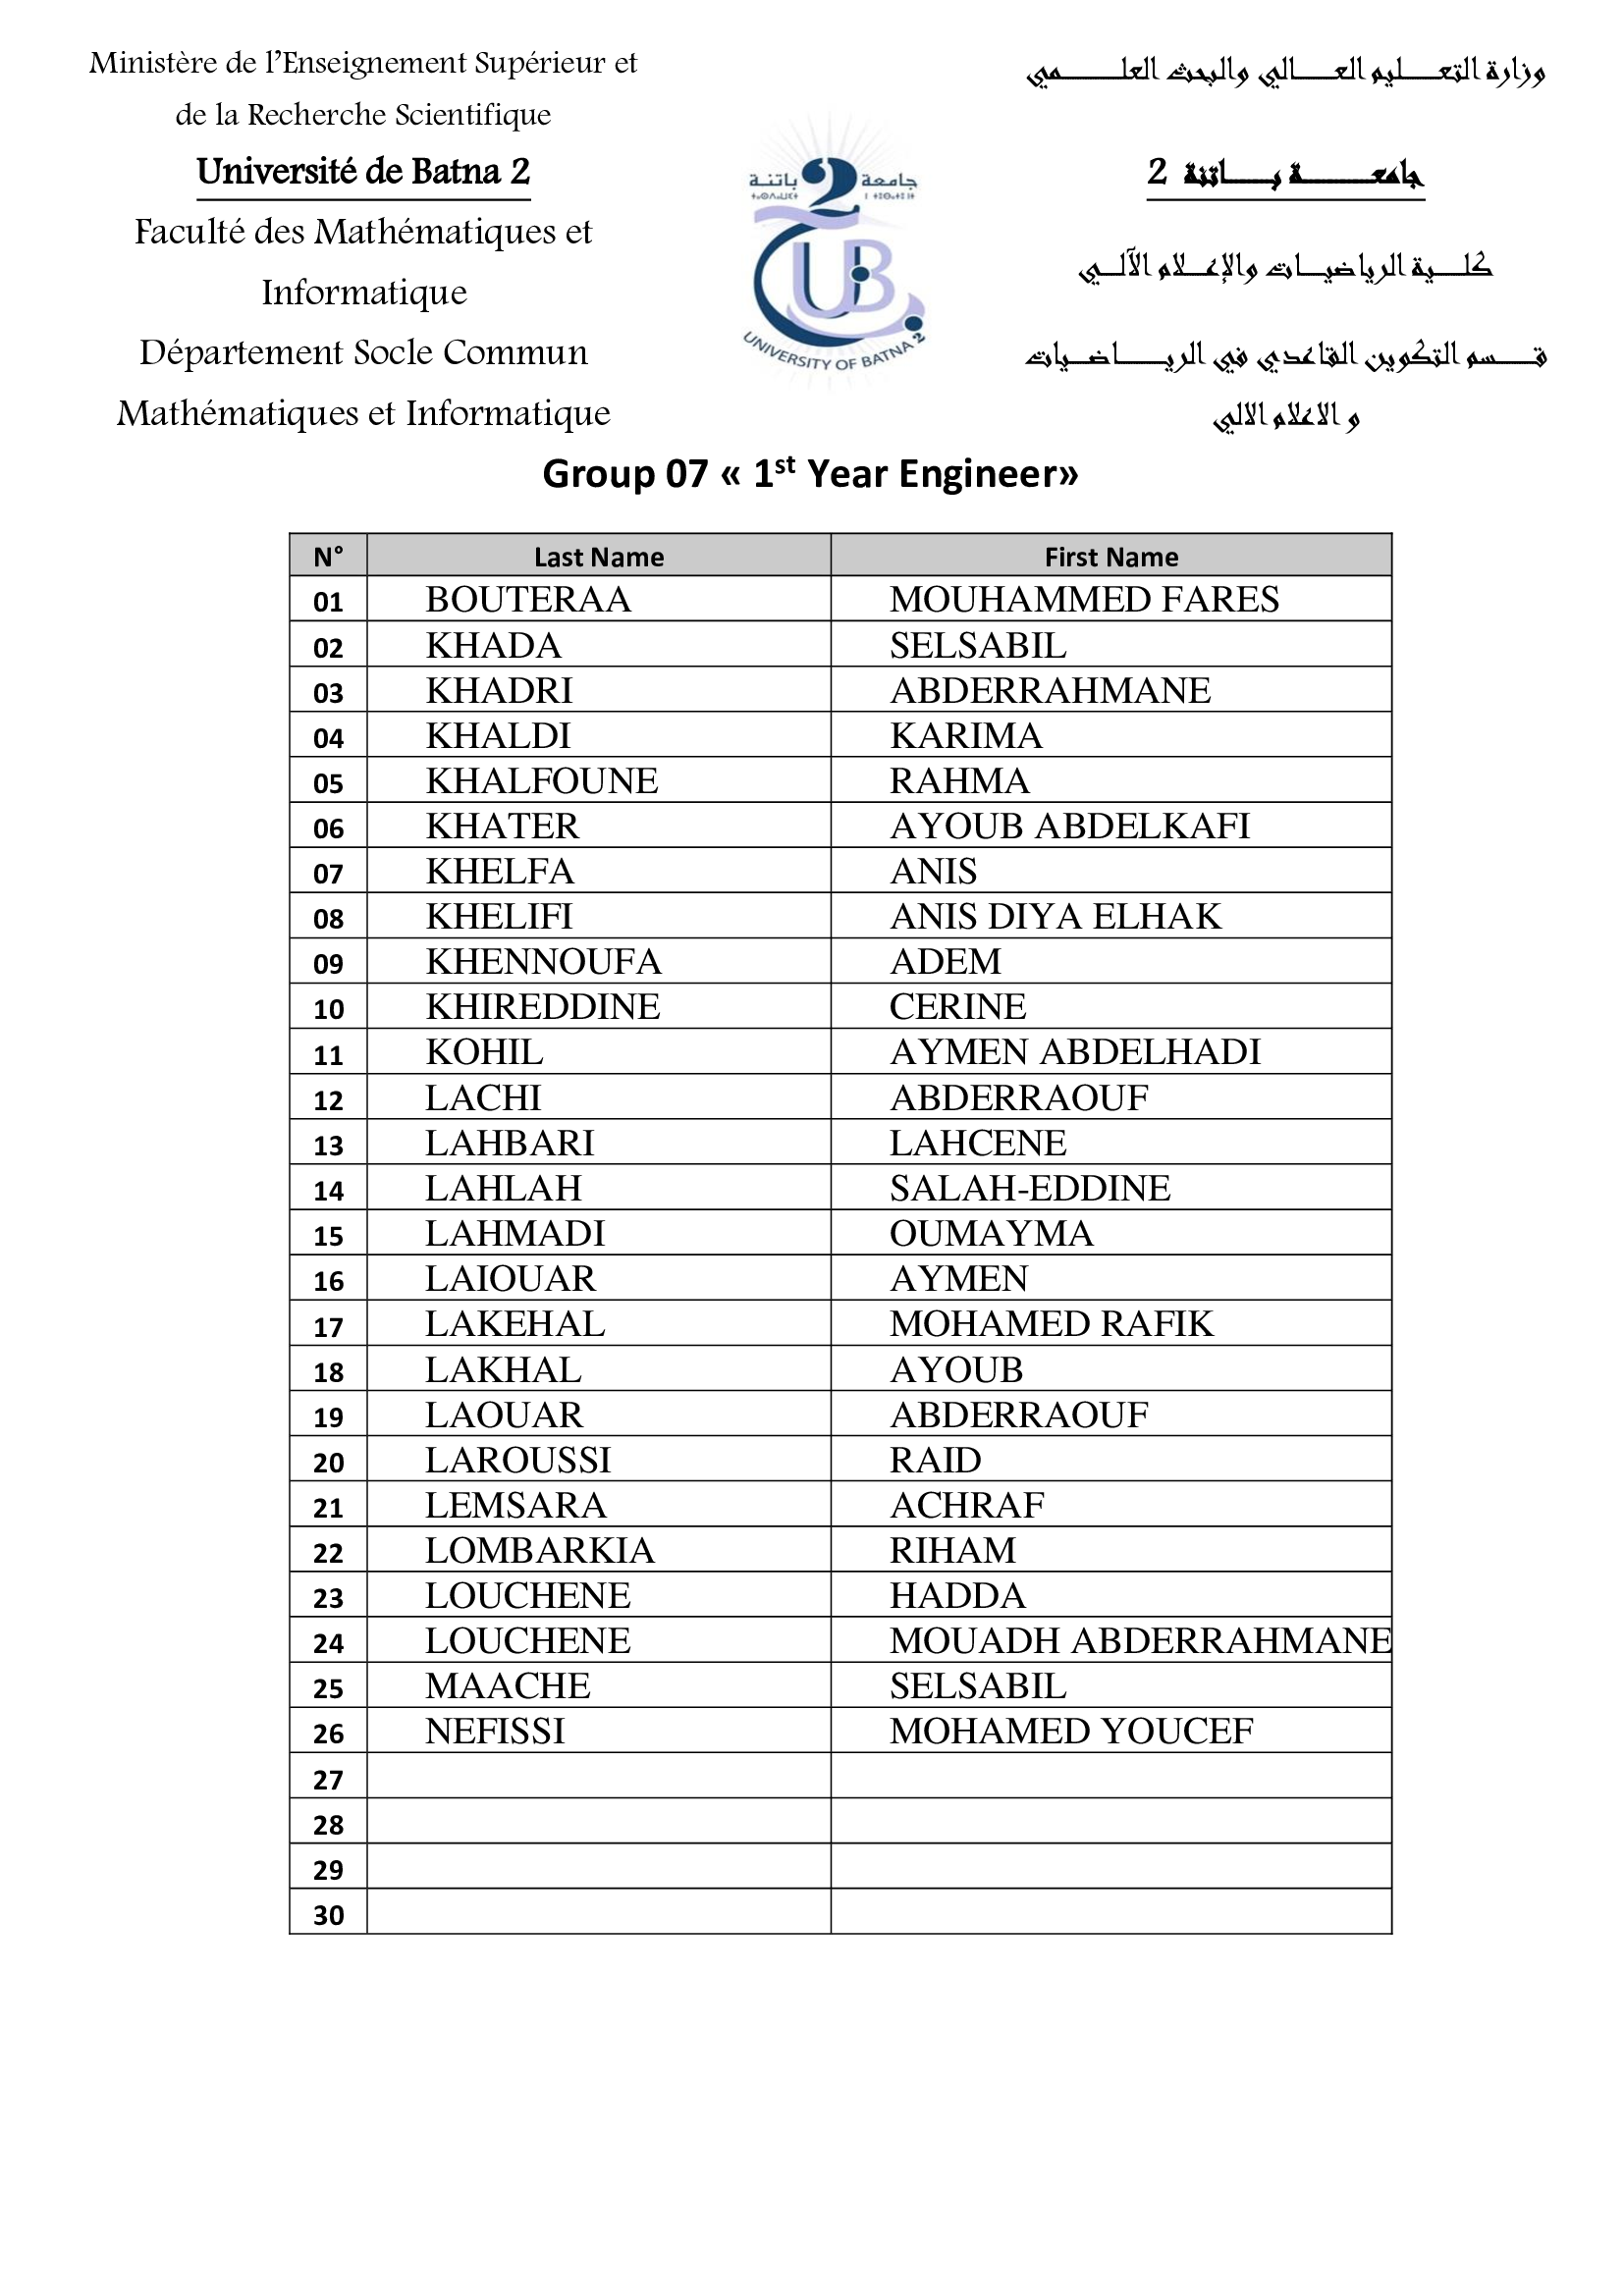 Ministère de l’Enseignement Supérieur et
de la Recherche Scientifique
Université de Batna 2
Faculté des Mathématiques et
Informatique
Département Socle Commun
Mathématiques et Informatique
جامعة باتنة
2
UB
UNIVERSITY OF BATNA 2
وزارة التعـــليم العـــالي والبحث العلـــــمي
جامعـــــة بـــاتنة 2
كلـــية الرياضيـــات والإعـــلام الآلـــي
قـــسم التكوين القاعدي في الريـــــاضـــيات
و الاعلام الالي
Group 07 « 1st Year Engineer»
N° Last Name First Name
01 BOUTERAA MOUHAMMED FARES
02 KHADA SELSABIL
03 KHADRI ABDERRAHMANE
04 KHALDI KARIMA
05 KHALFOUNE RAHMA
06 KHATER AYOUB ABDELKAFI
07 KHELFA ANIS
08 KHELIFI ANIS DIYA ELHAK
09 KHENNOUFA ADEM
10 KHIREDDINE CERINE
11 KOHIL AYMEN ABDELHADI
12 LACHI ABDERRAOUF
13 LAHBARI LAHCENE
14 LAHLAH SALAH-EDDINE
15 LAHMADI OUMAYMA
16 LAIOUAR AYMEN
17 LAKEHAL MOHAMED RAFIK
18 LAKHAL AYOUB
19 LAOUAR ABDERRAOUF
20 LAROUSSI RAID
21 LEMSARA ACHRAF
22 LOMBARKIA RIHAM
23 LOUCHENE HADDA
24 LOUCHENE MOUADH ABDERRAHMANE
25 MAACHE SELSABIL
26 NEFISSI MOHAMED YOUCEF
27
28
29
30